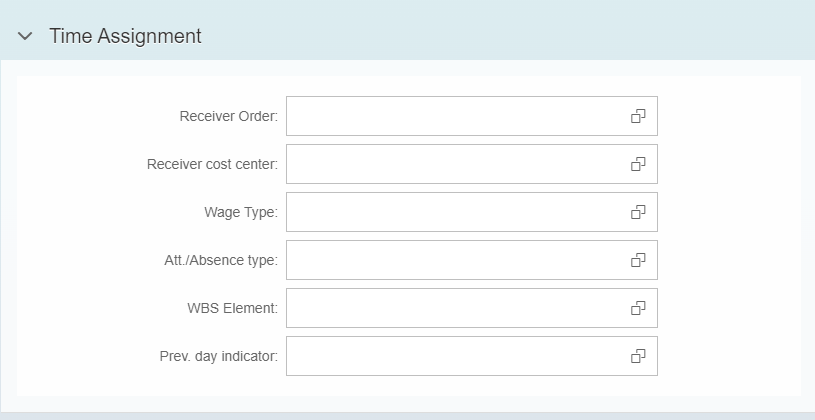 Time Assignment
Receiver Order:
Receiver cost center:
Wage Type:
Att./Absence type:
WBS Element:
Prev. day indicator: